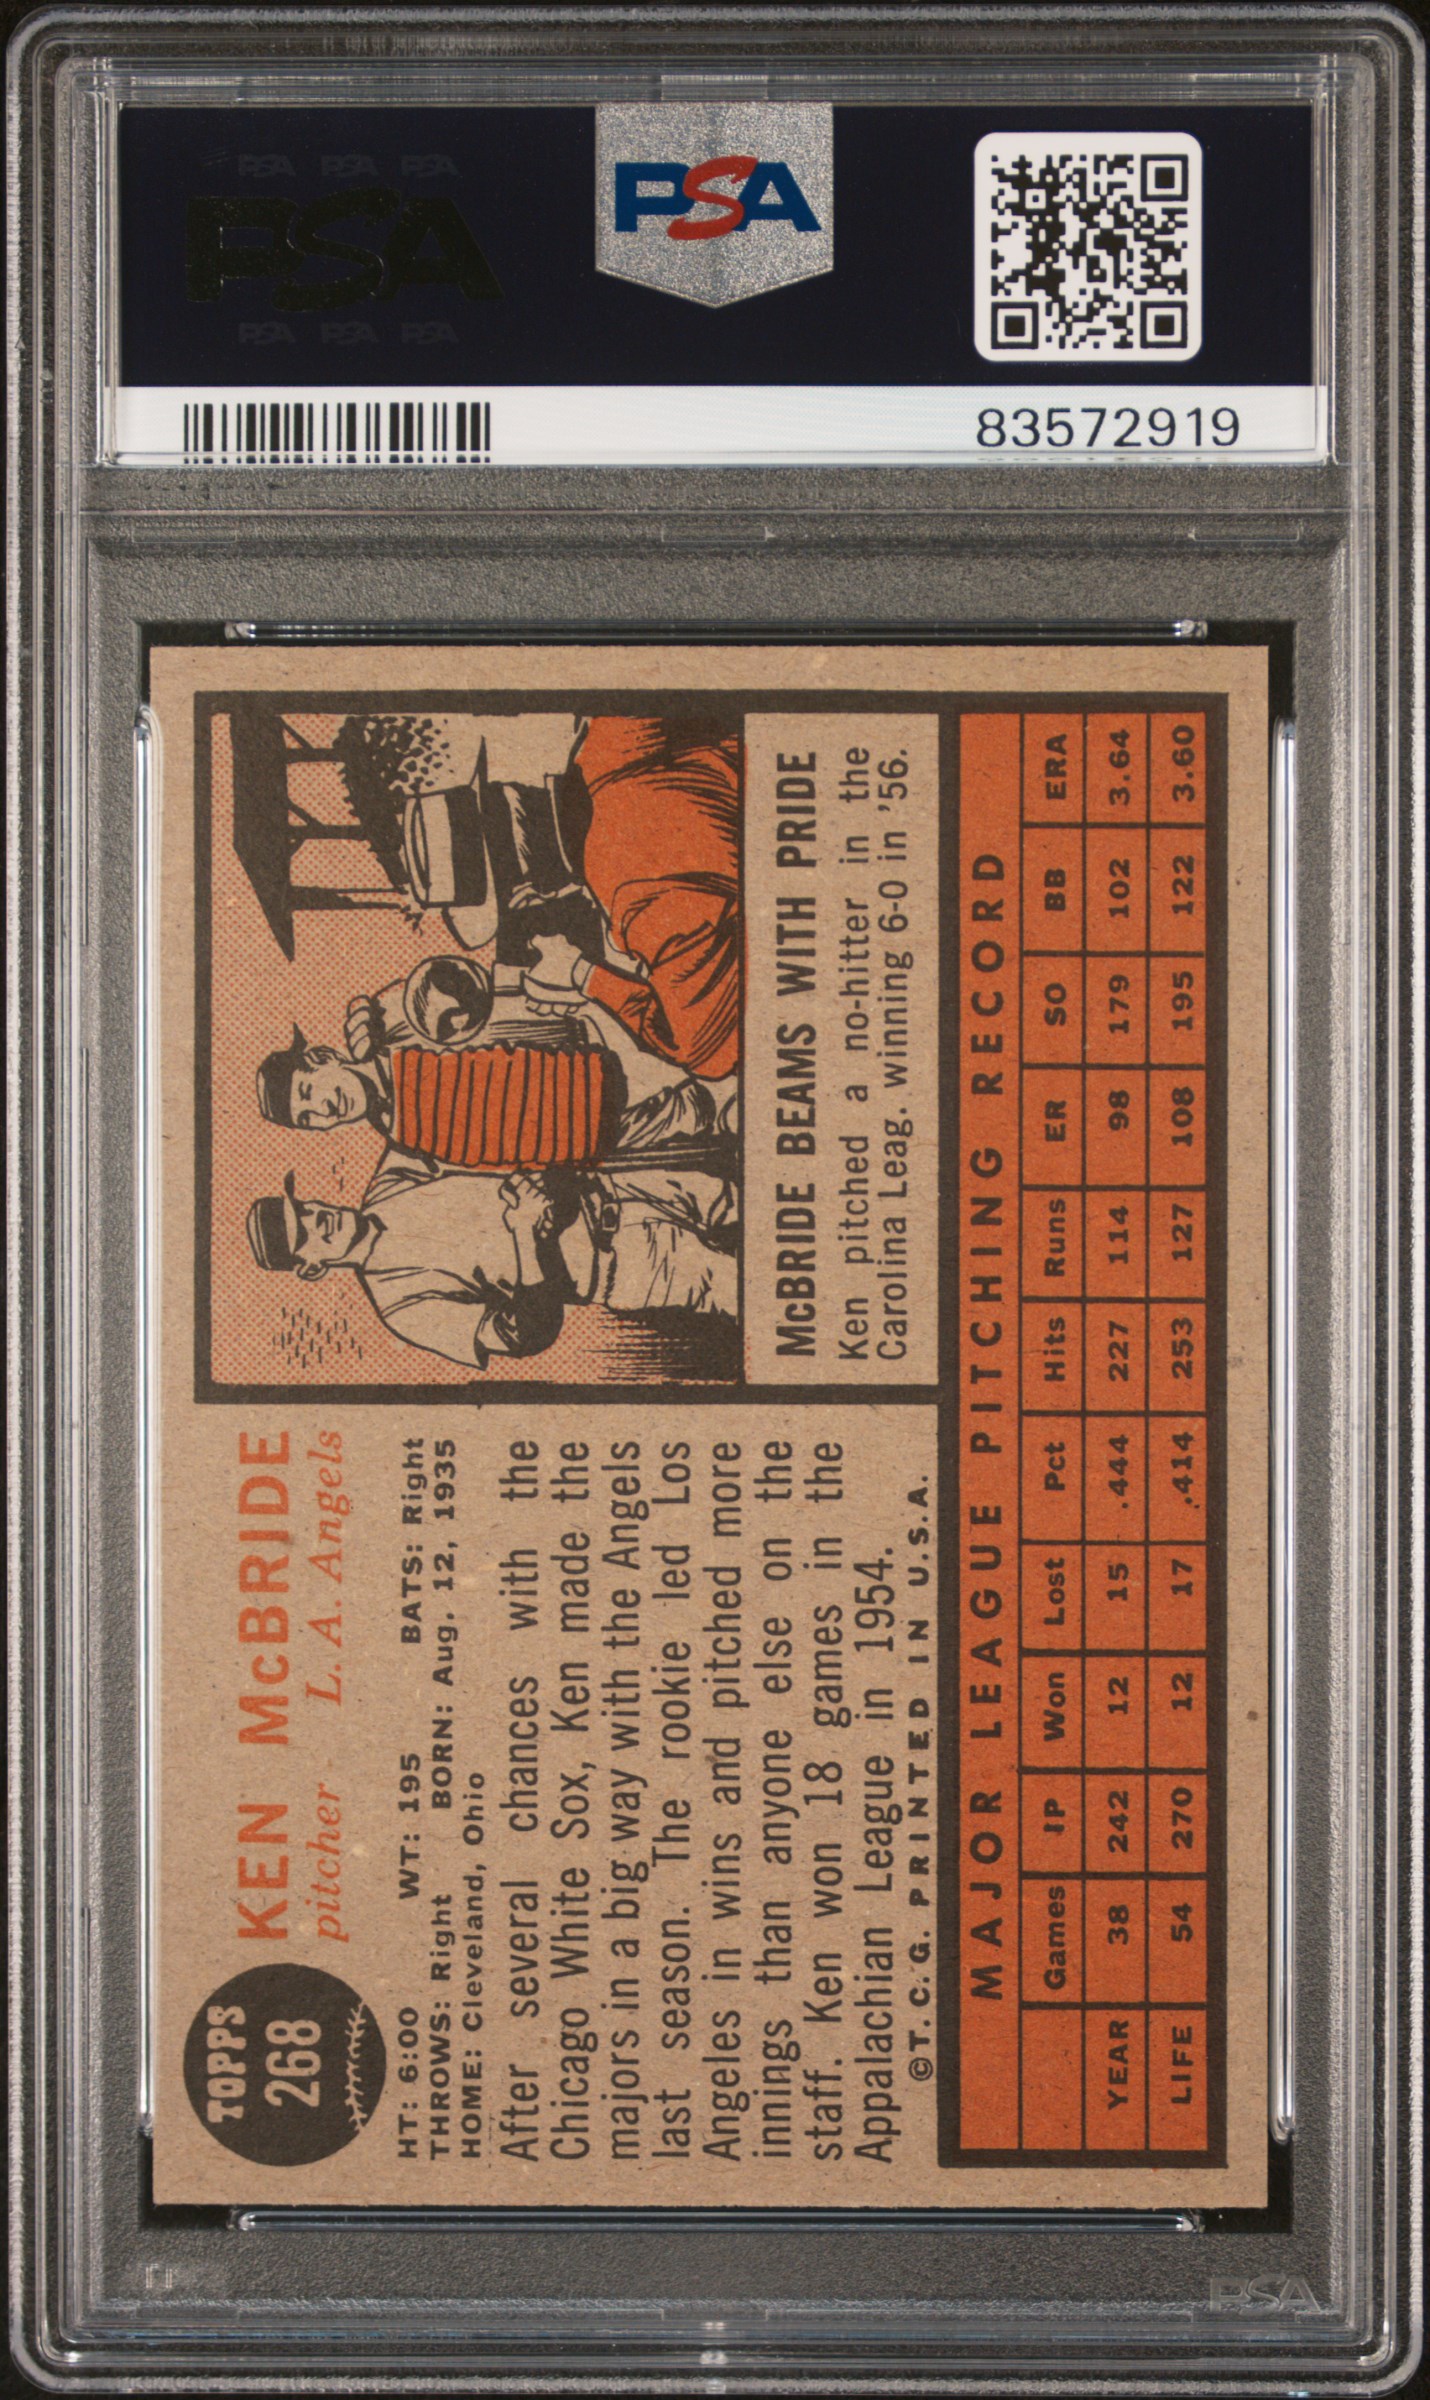 PSA PSA PSA
PSA
PSA PSA PSA
PSA
83572919
TOPPS
268
KEN McBRIDE
pitcher - L. A. Angels
HT: 6:00 WT: 195 BATS: Right
THROWS: Right BORN: Aug. 12, 1935
HOME: Cleveland, Ohio
After several chances with the
Chicago White Sox, Ken made the
majors in a big way with the Angels
last season. The rookie led Los
Angeles in wins and pitched more
innings than anyone else on the
staff. Ken won 18 games in the
Appalachian League in 1954.
©T. C. G. PRINTED IN U.S.A.
McBRIDE BEAMS WITH PRIDE
Ken pitched a no-hitter in the
Carolina Leag. winning 6-0 in '56.
MAJOR LEAGUE PITCHING RECORD
Games IP Won Lost Pct Hits Runs ER SO BB ERA
YEAR 38 242 12 15 .444 227 114 98 179 102 3.64
LIFE 54 270 12 17 .414 253 127 108 195 122 3.60
PSA